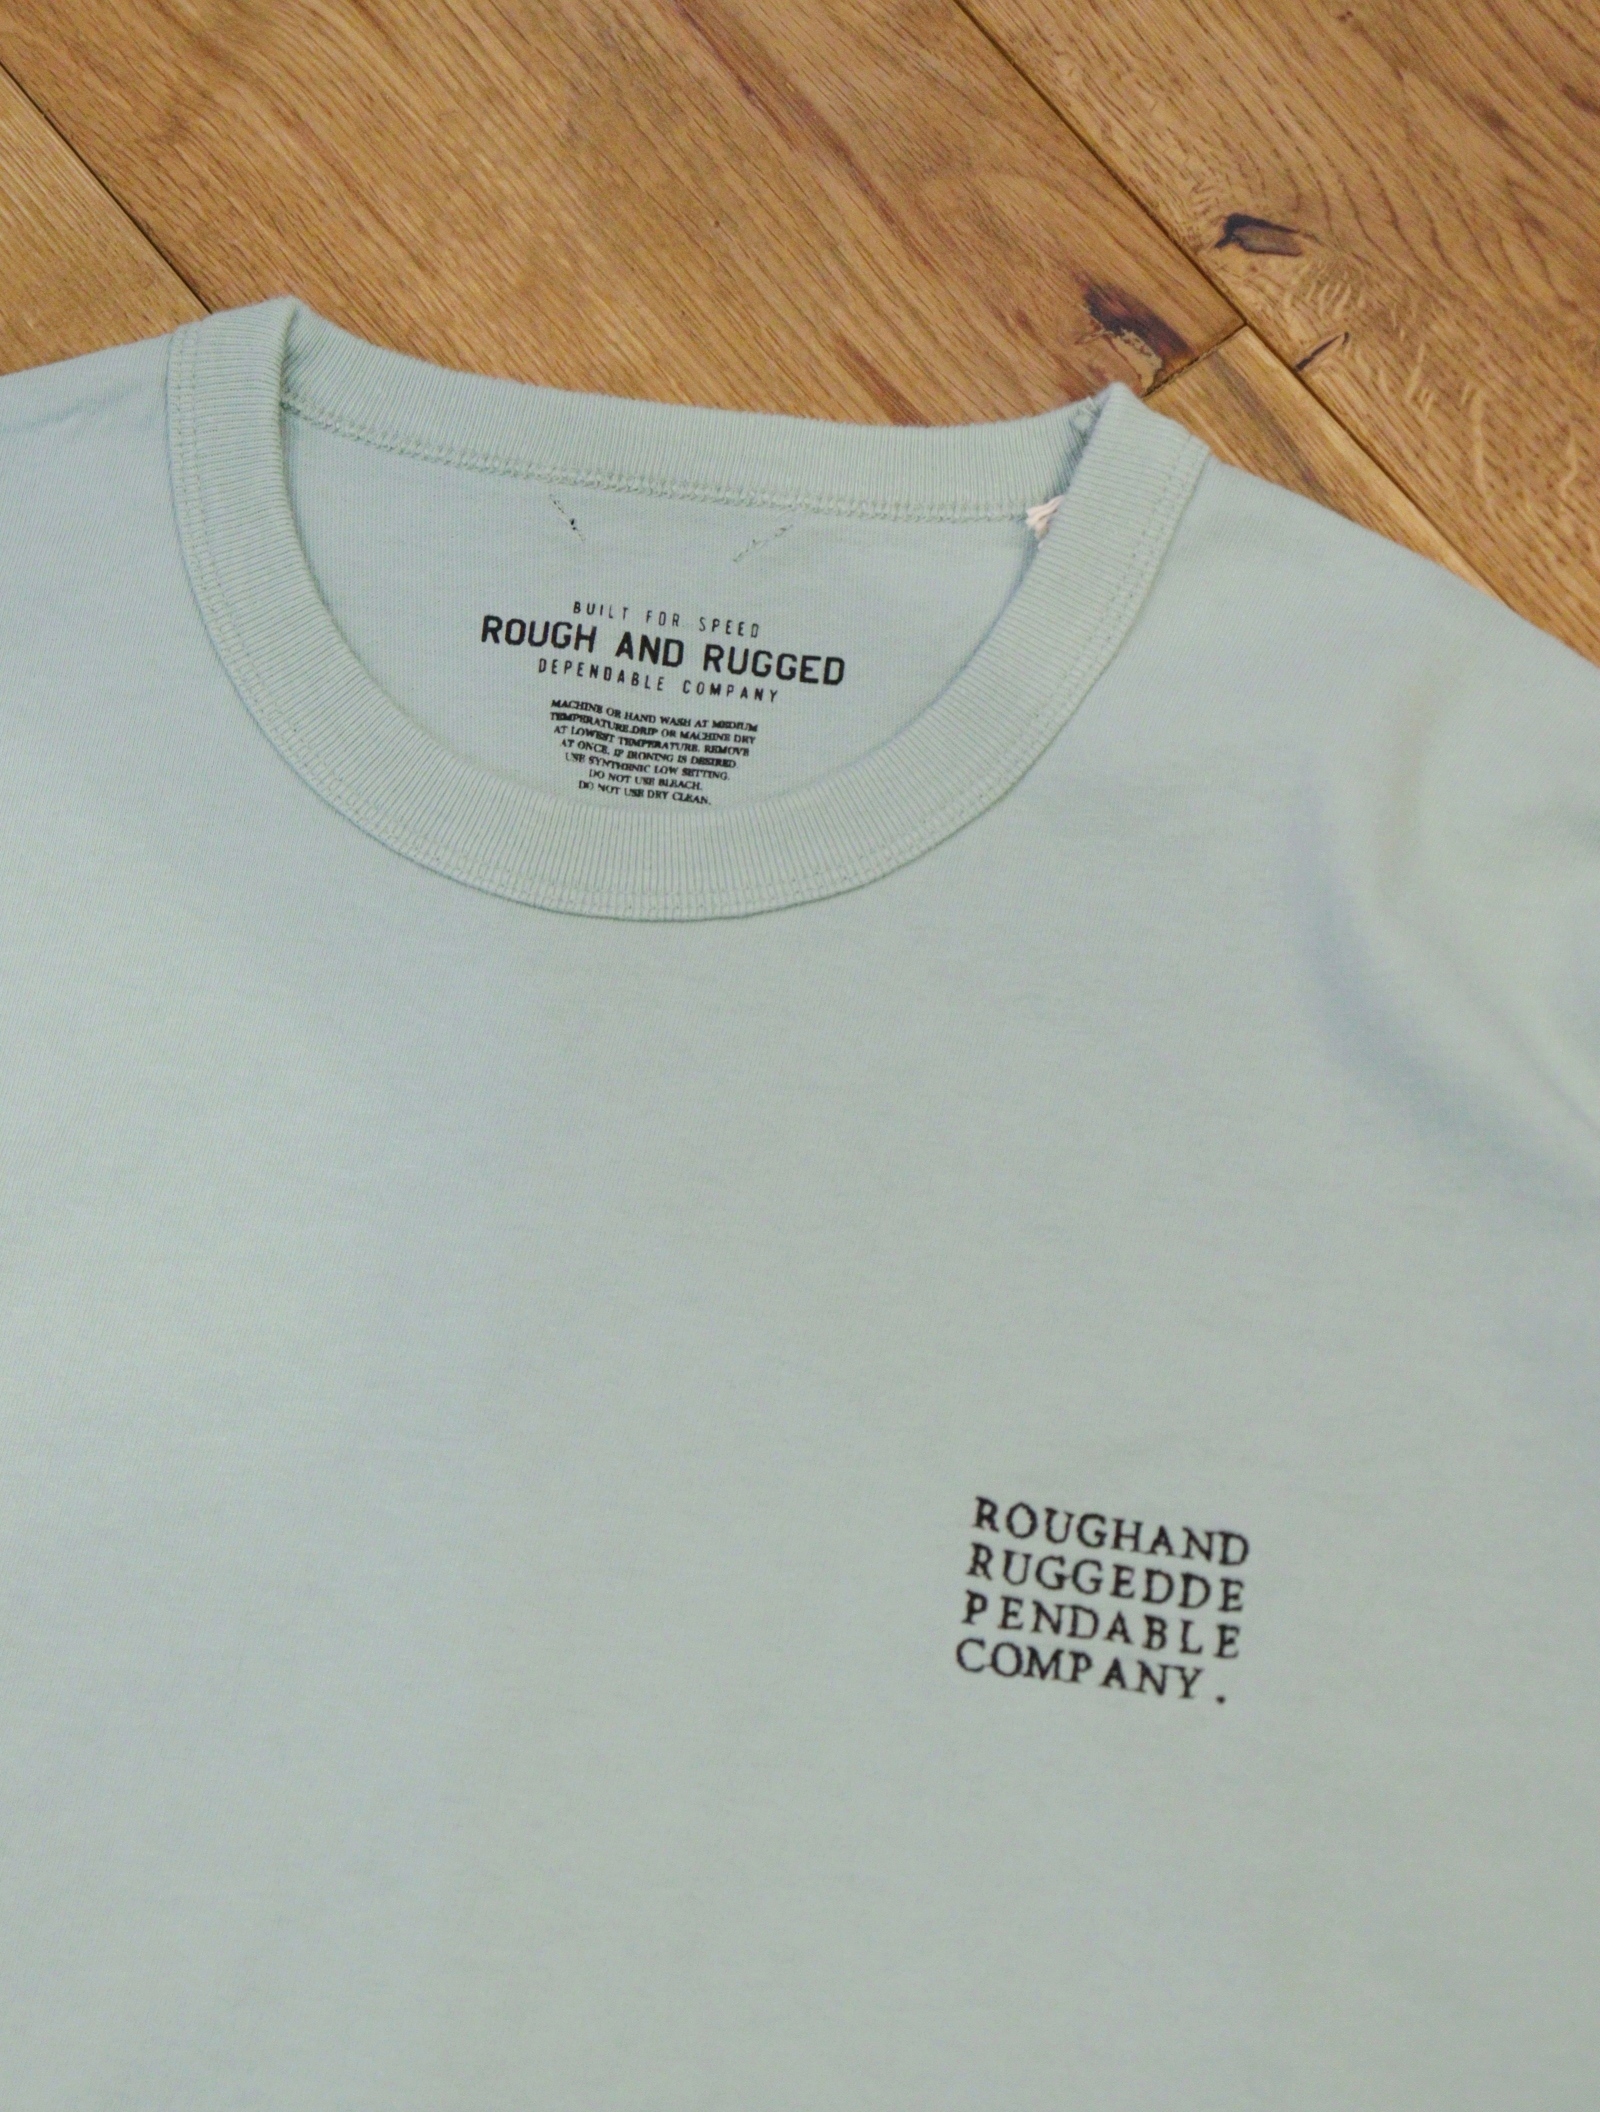 BUILT FOR SPEED
ROUGH AND RUGGED
DEPENDABLE COMPANY
MACHINE OR HAND WASH AT MEDIUM
TEMPERATURE.DRIP OR MACHINE DRY
AT LOWEST TEMPERATURE. REMOVE
AT ONCE, IF IRONING IS DESIRED
USE SYNTHENIC LOW SETTING.
DO NOT USE BLEACH.
DO NOT USE DRY CLEAN.
ROUGHAND
RUGGEDDE
PENDABLE
COMPANY.